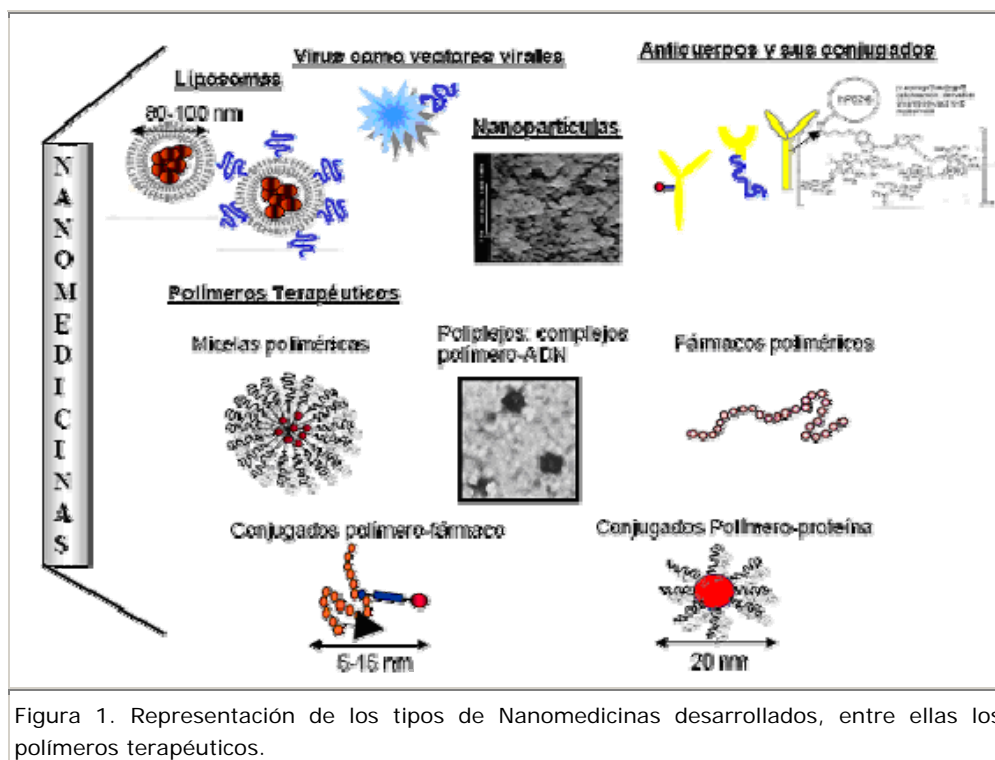 Virus como vectores virales
Anticuerpos y sus conjugados
Liposomas
80-100 nm
Nanopartículas
NANOMEDICINAS
Polímeros Terapéuticos
Micelas poliméricas
Poliplejos: complejos
polímero-ADN
Fármacos poliméricos
Conjugados polímero-fármaco
Conjugados Polímero-proteína
5-15 nm
20 nm
Figura 1. Representación de los tipos de Nanomedicinas desarrollados, entre ellas los
polímeros terapéuticos.